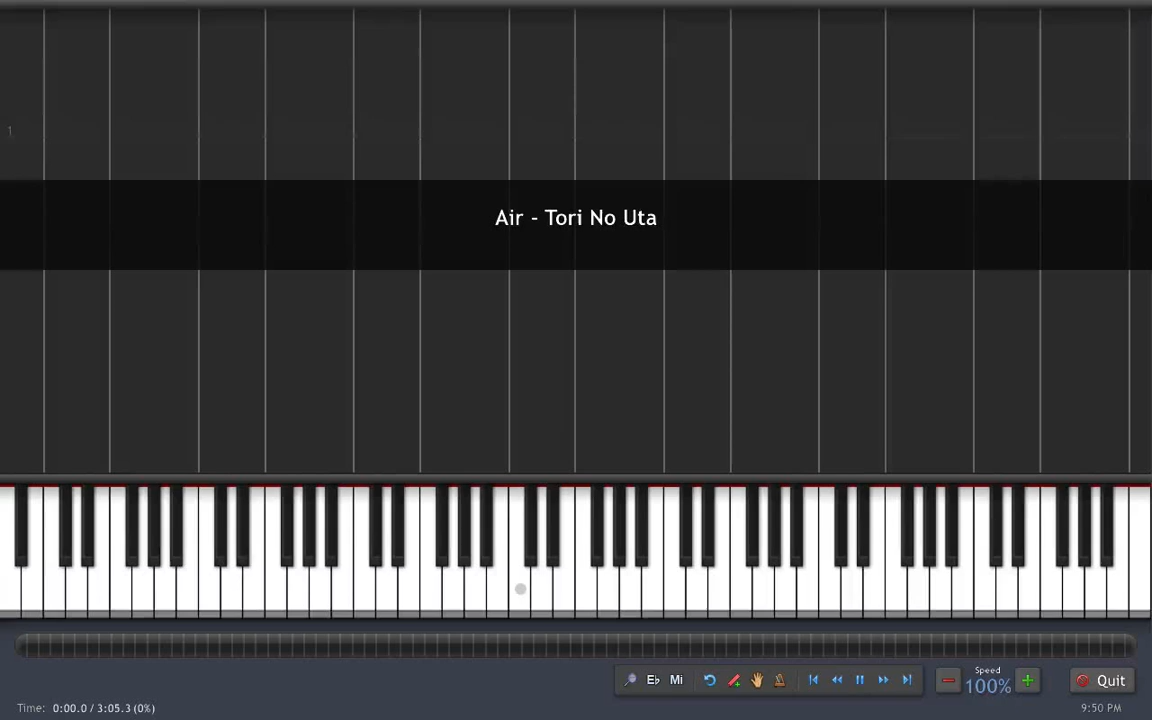 1
Air - Tori No Uta
E♭ Mi
Speed
100%
Quit
Time: 0:00.0 / 3:05.3 (0%)
9:50 PM